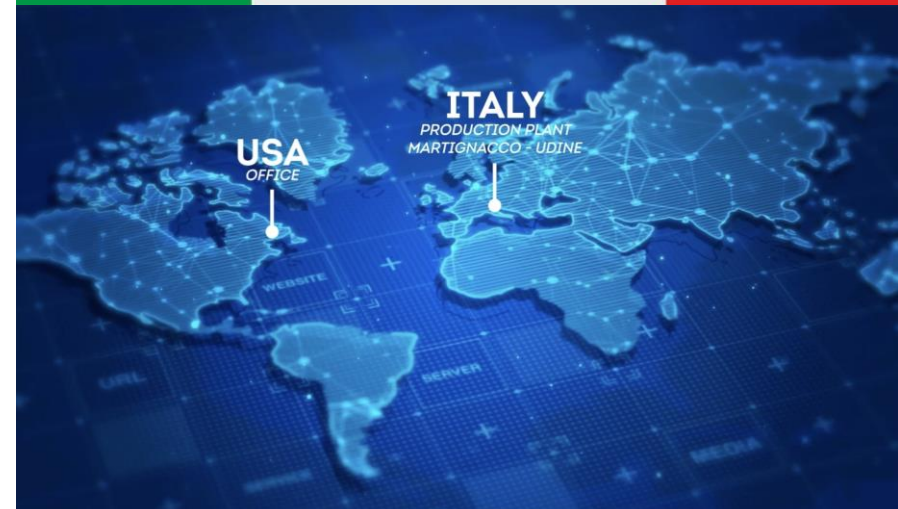 ITALY
PRODUCTION PLANT
MARTIGNACCO - UDINE
USA
OFFICE
WEBSITE
URL
SERVER
MEDIA